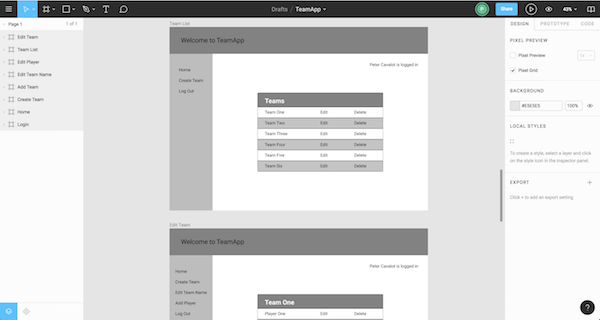 Drafts / TeamApp
P
Share
43%
Page 1
1 of 1
Edit Team
Team List
Edit Player
Edit Team Name
Add Team
Create Team
Home
Login
Team List
Welcome to TeamApp
Peter Cavalot is logged in
Home
Create Team
Log Out
Teams
Team One Edit Delete
Team Two Edit Delete
Team Three Edit Delete
Team Four Edit Delete
Team Five Edit Delete
Team Six Edit Delete
Edit Team
Welcome to TeamApp
Peter Cavalot is logged in
Home
Create Team
Edit Team Name
Add Player
Log Out
Team One
Player One Edit Delete
DESIGN PROTOTYPE CODE
PIXEL PREVIEW
Pixel Preview 1x
Pixel Grid
BACKGROUND
#E5E5E5 100%
LOCAL STYLES
To create a style, select a layer and click
on the style icon in the inspector panel.
EXPORT
Click + to add an export setting
?